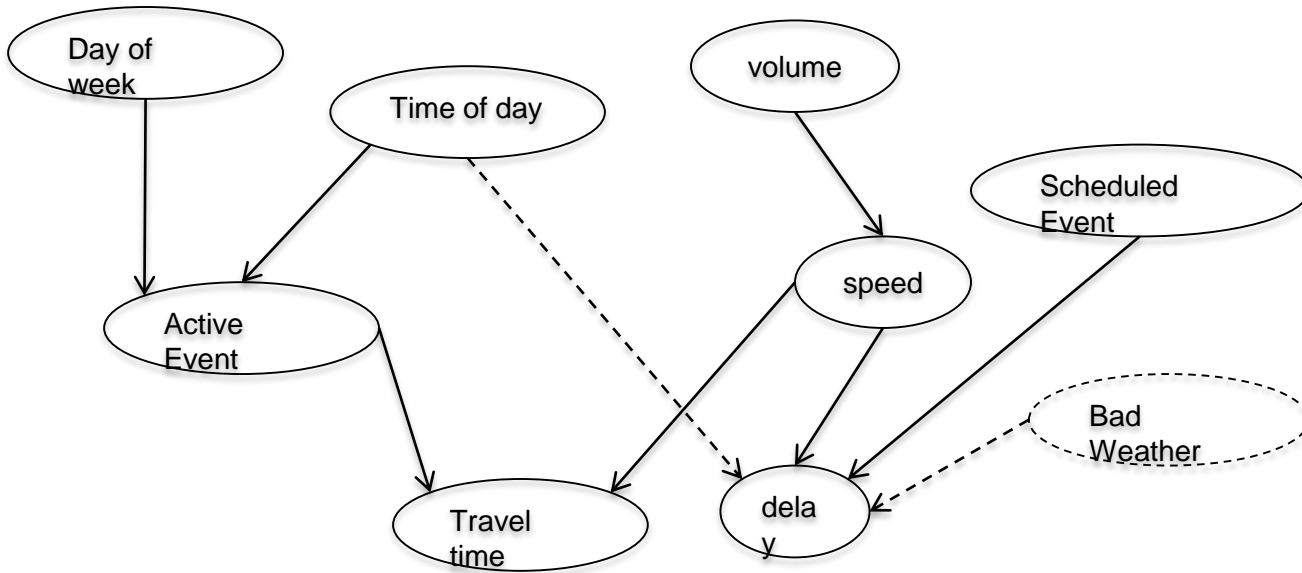 Day of
week
Time of day
volume
Scheduled
Event
speed
Active
Event
Bad
Weather
Travel
time
dela
y